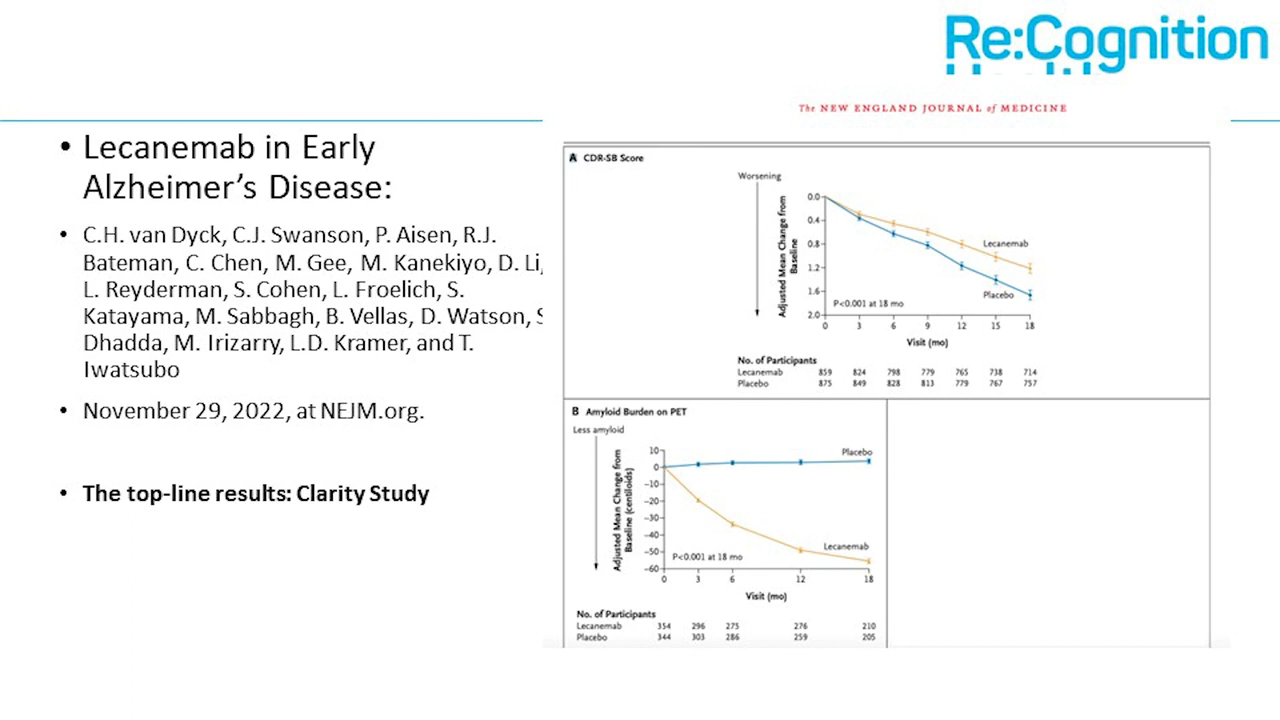 Re:Cognition
The NEW ENGLAND JOURNAL of MEDICINE
• Lecanemab in Early
Alzheimer’s Disease:
• C.H. van Dyck, C.J. Swanson, P. Aisen, R.J.
Bateman, C. Chen, M. Gee, M. Kanekiyo, D. Li,
L. Reyderman, S. Cohen, L. Froelich, S.
Katayama, M. Sabbagh, B. Vellas, D. Watson, S
Dhadda, M. Irizarry, L.D. Kramer, and T.
Iwatsubo
• November 29, 2022, at NEJM.org.
• The top-line results: Clarity Study
A CDR-SB Score
Worsening
Adjusted Mean Change from
Baseline
0.0
0.4
0.8
1.2
1.6
2.0
Lecanemab
Placebo
P<0.001 at 18 mo
0 3 6 9 12 15 18
Visit (mo)
No. of Participants
Lecanemab 859 824 798 779 765 738 714
Placebo 875 849 828 813 779 767 757
B Amyloid Burden on PET
Less amyloid
Adjusted Mean Change from
Baseline (centiloids)
10
0
−10
−20
−30
−40
−50
−60
Placebo
Lecanemab
P<0.001 at 18 mo
0 3 6 12 18
Visit (mo)
No. of Participants
Lecanemab 354 296 275 276 210
Placebo 344 303 286 259 205